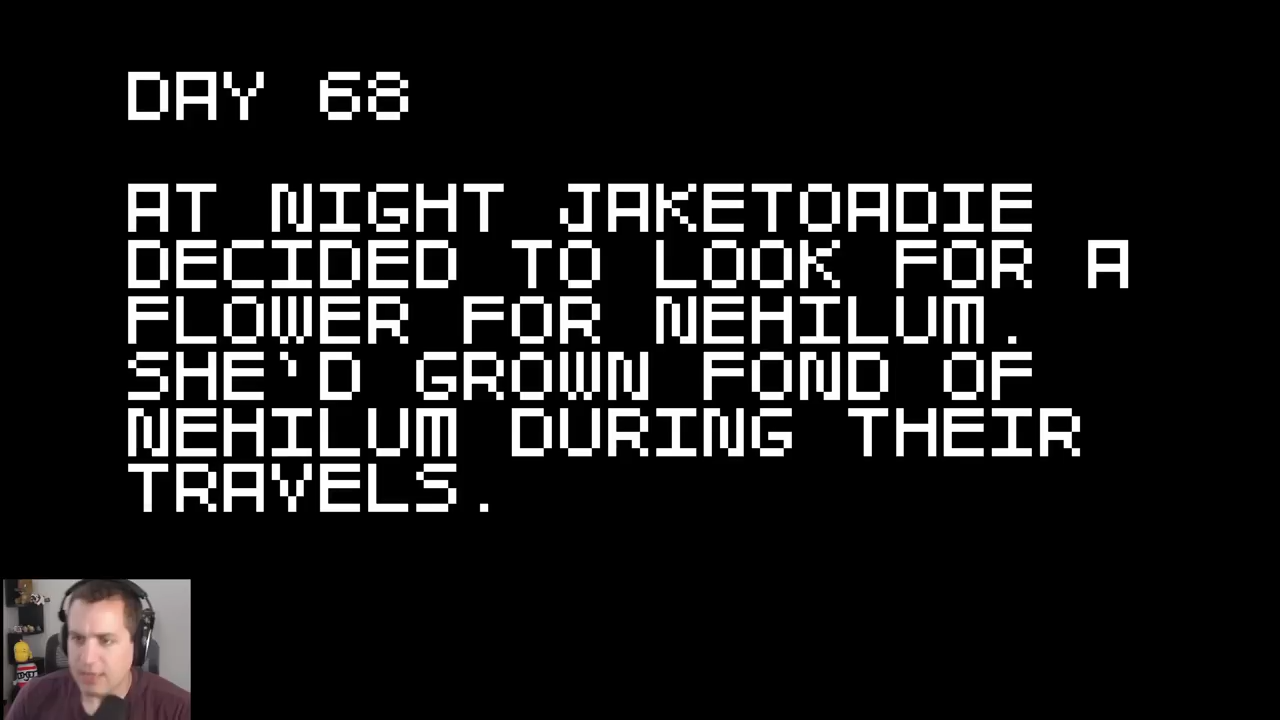 DAY 68
AT NIGHT JAKETOADIE
DECIDED TO LOOK FOR A
FLOWER FOR NEHILUM.
SHE'D GROWN FOND OF
NEHILUM DURING THEIR
TRAVELS.